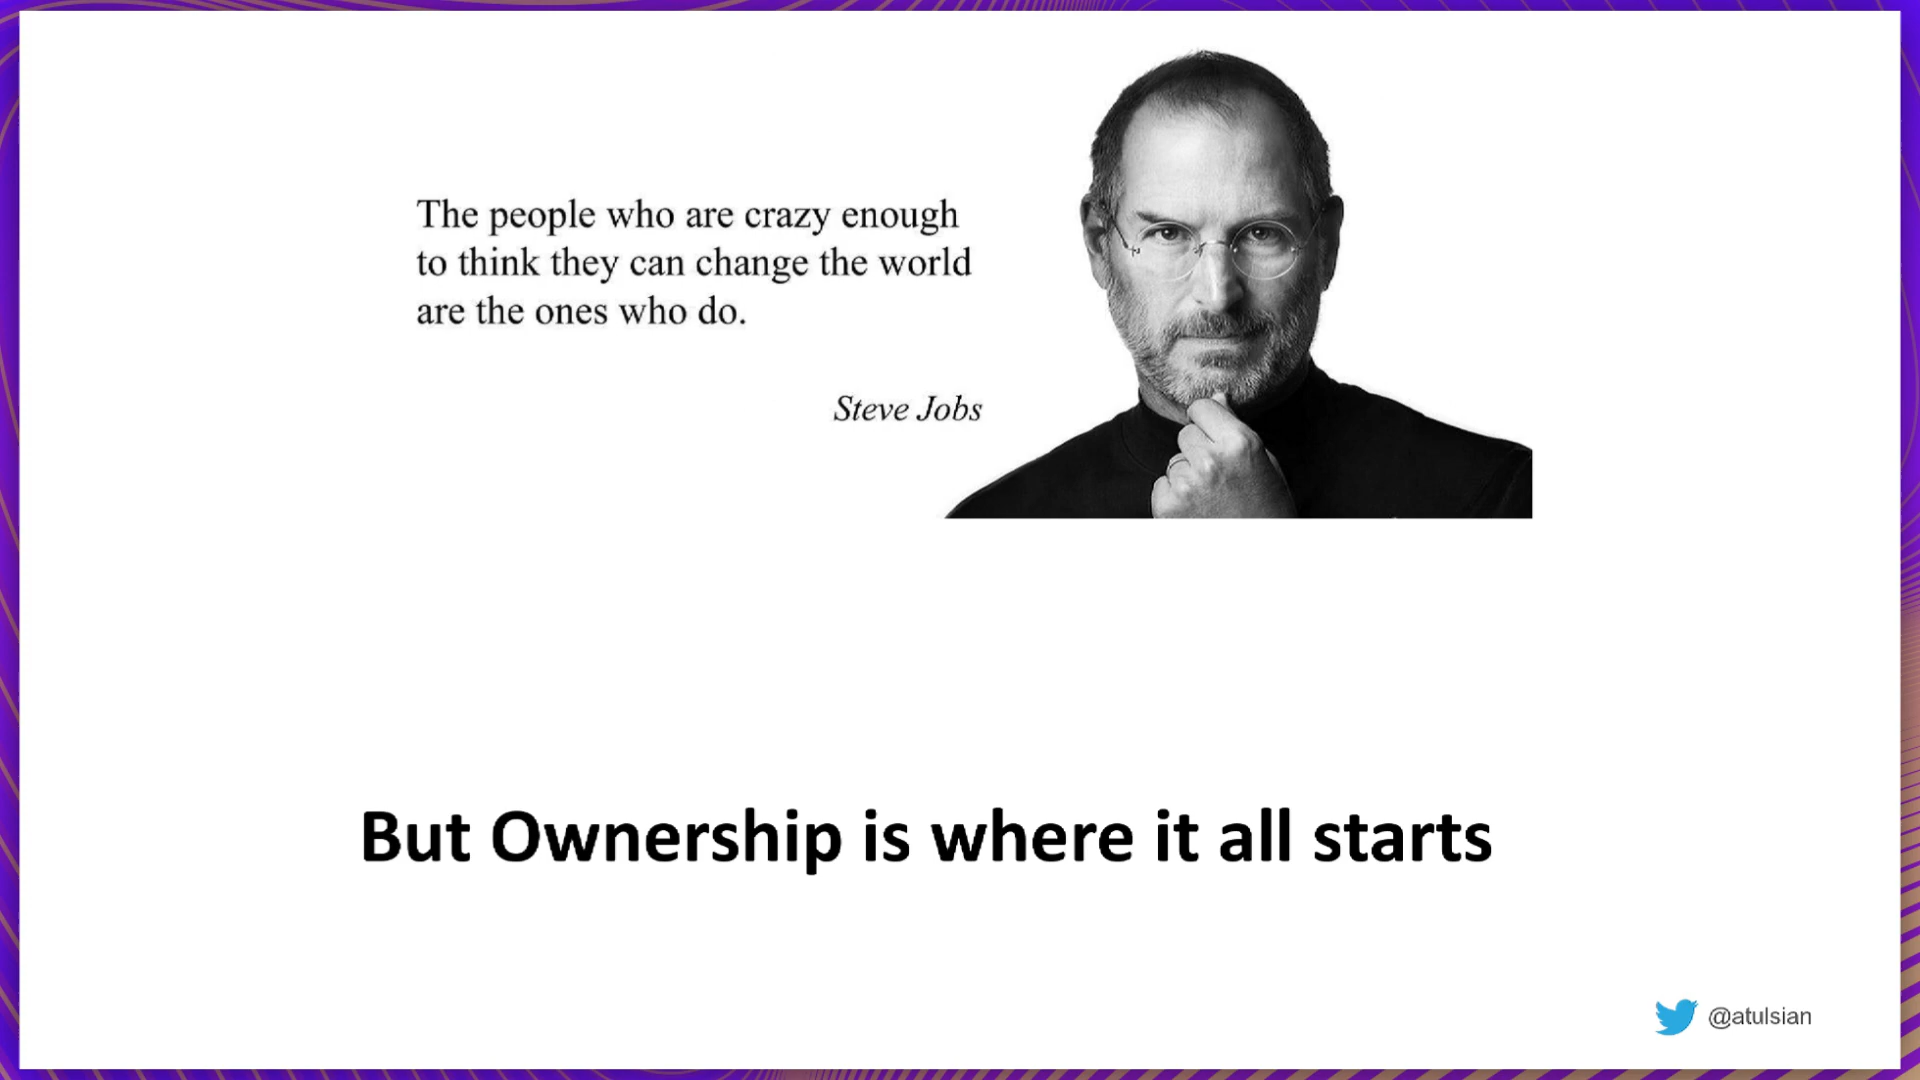 The people who are crazy enough
to think they can change the world
are the ones who do.
Steve Jobs
But Ownership is where it all starts
@atulsian